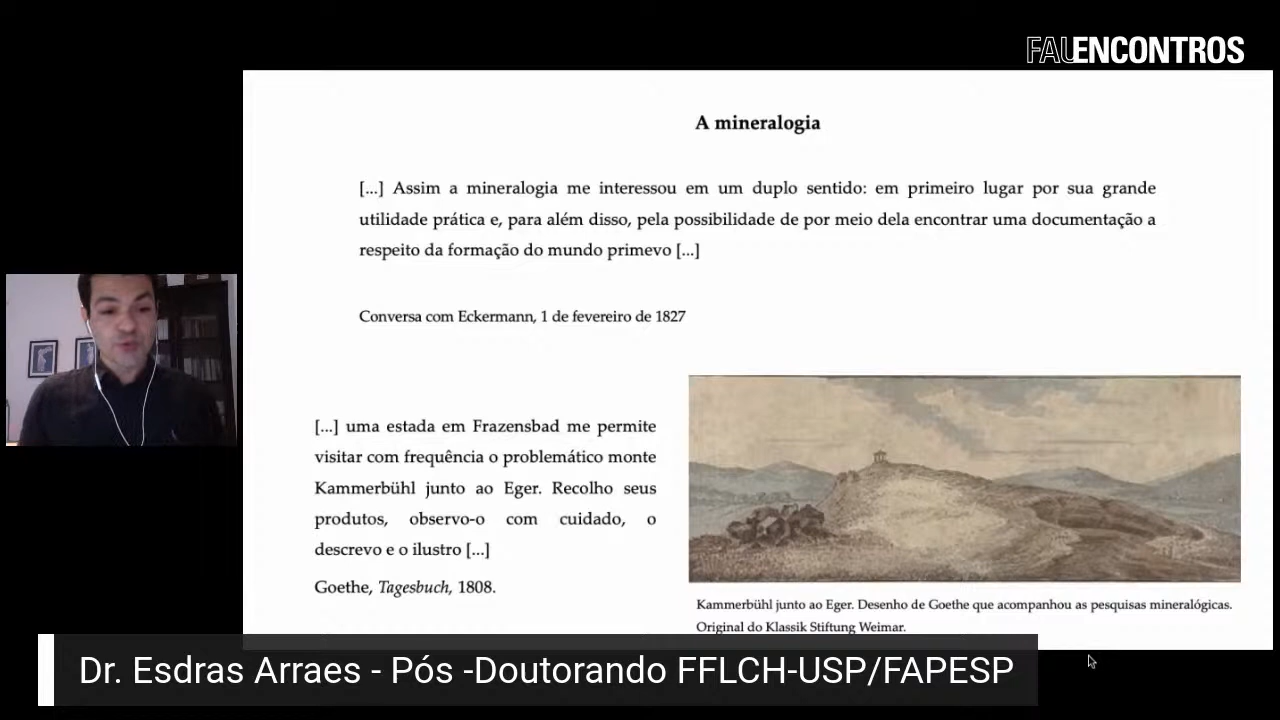 FAUENCONTROS
A mineralogia
[...] Assim a mineralogia me interessou em um duplo sentido: em primeiro lugar por sua grande
utilidade prática e, para além disso, pela possibilidade de por meio dela encontrar uma documentação a
respeito da formação do mundo primevo [...]
Conversa com Eckermann, 1 de fevereiro de 1827
[...] uma estada em Frazensbad me permite
visitar com frequência o problemático monte
Kammerbühl junto ao Eger. Recolho seus
produtos, observo-o com cuidado, o
descrevo e o ilustro [...]
Goethe, Tagesbuch, 1808.
Kammerbühl junto ao Eger. Desenho de Goethe que acompanhou as pesquisas mineralógicas.
Original do Klassik Stiftung Weimar.
Dr. Esdras Arraes - Pós -Doutorando FFLCH-USP/FAPESP